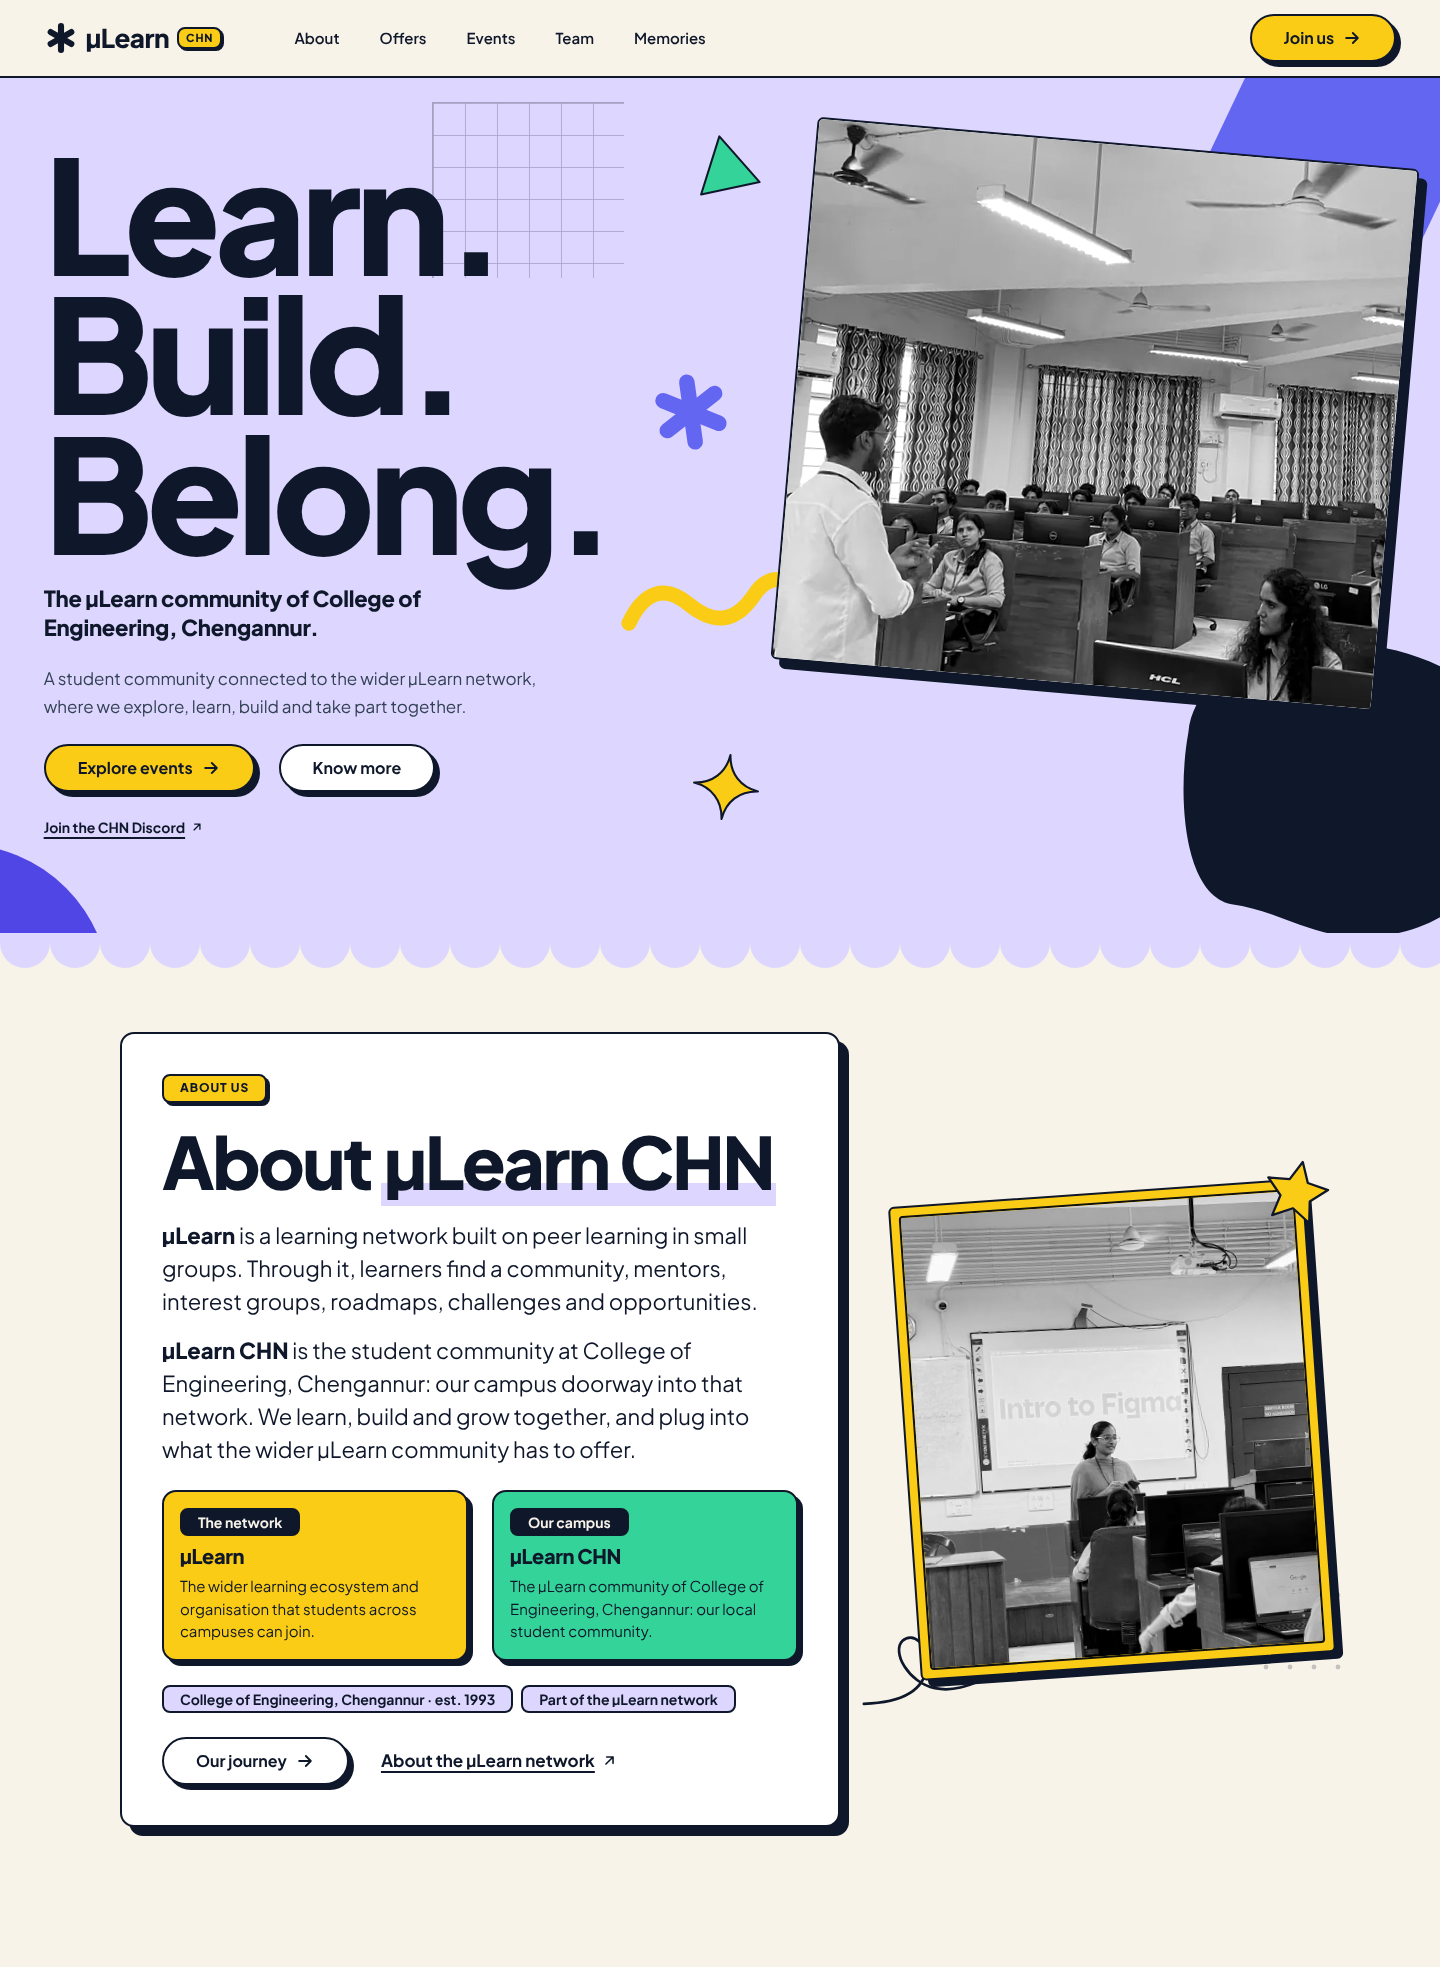 µLearn CHN
About Offers Events Team Memories
Join us
Learn.
Build.
Belong.
The µLearn community of College of
Engineering, Chengannur.
A student community connected to the wider µLearn network,
where we explore, learn, build and take part together.
Explore events
Know more
Join the CHN Discord
HCL
LG
ABOUT US
About µLearn CHN
µLearn is a learning network built on peer learning in small
groups. Through it, learners find a community, mentors,
interest groups, roadmaps, challenges and opportunities.
µLearn CHN is the student community at College of
Engineering, Chengannur: our campus doorway into that
network. We learn, build and grow together, and plug into
what the wider µLearn community has to offer.
The network
µLearn
The wider learning ecosystem and
organisation that students across
campuses can join.
Our campus
µLearn CHN
The µLearn community of College of
Engineering, Chengannur: our local
student community.
College of Engineering, Chengannur · est. 1993
Part of the µLearn network
Our journey
About the µLearn network
Intro to Figma
Google